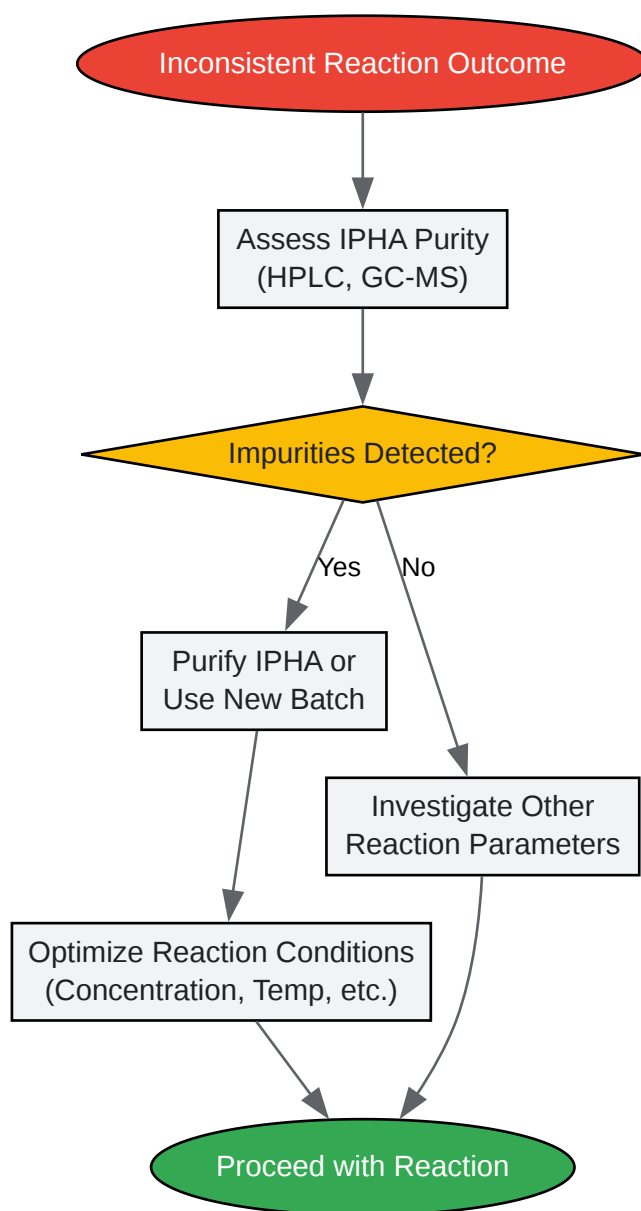 Inconsistent Reaction Outcome
Assess IPHA Purity
(HPLC, GC-MS)
Impurities Detected?
Yes
No
Purify IPHA or
Use New Batch
Investigate Other
Reaction Parameters
Optimize Reaction Conditions
(Concentration, Temp, etc.)
Proceed with Reaction